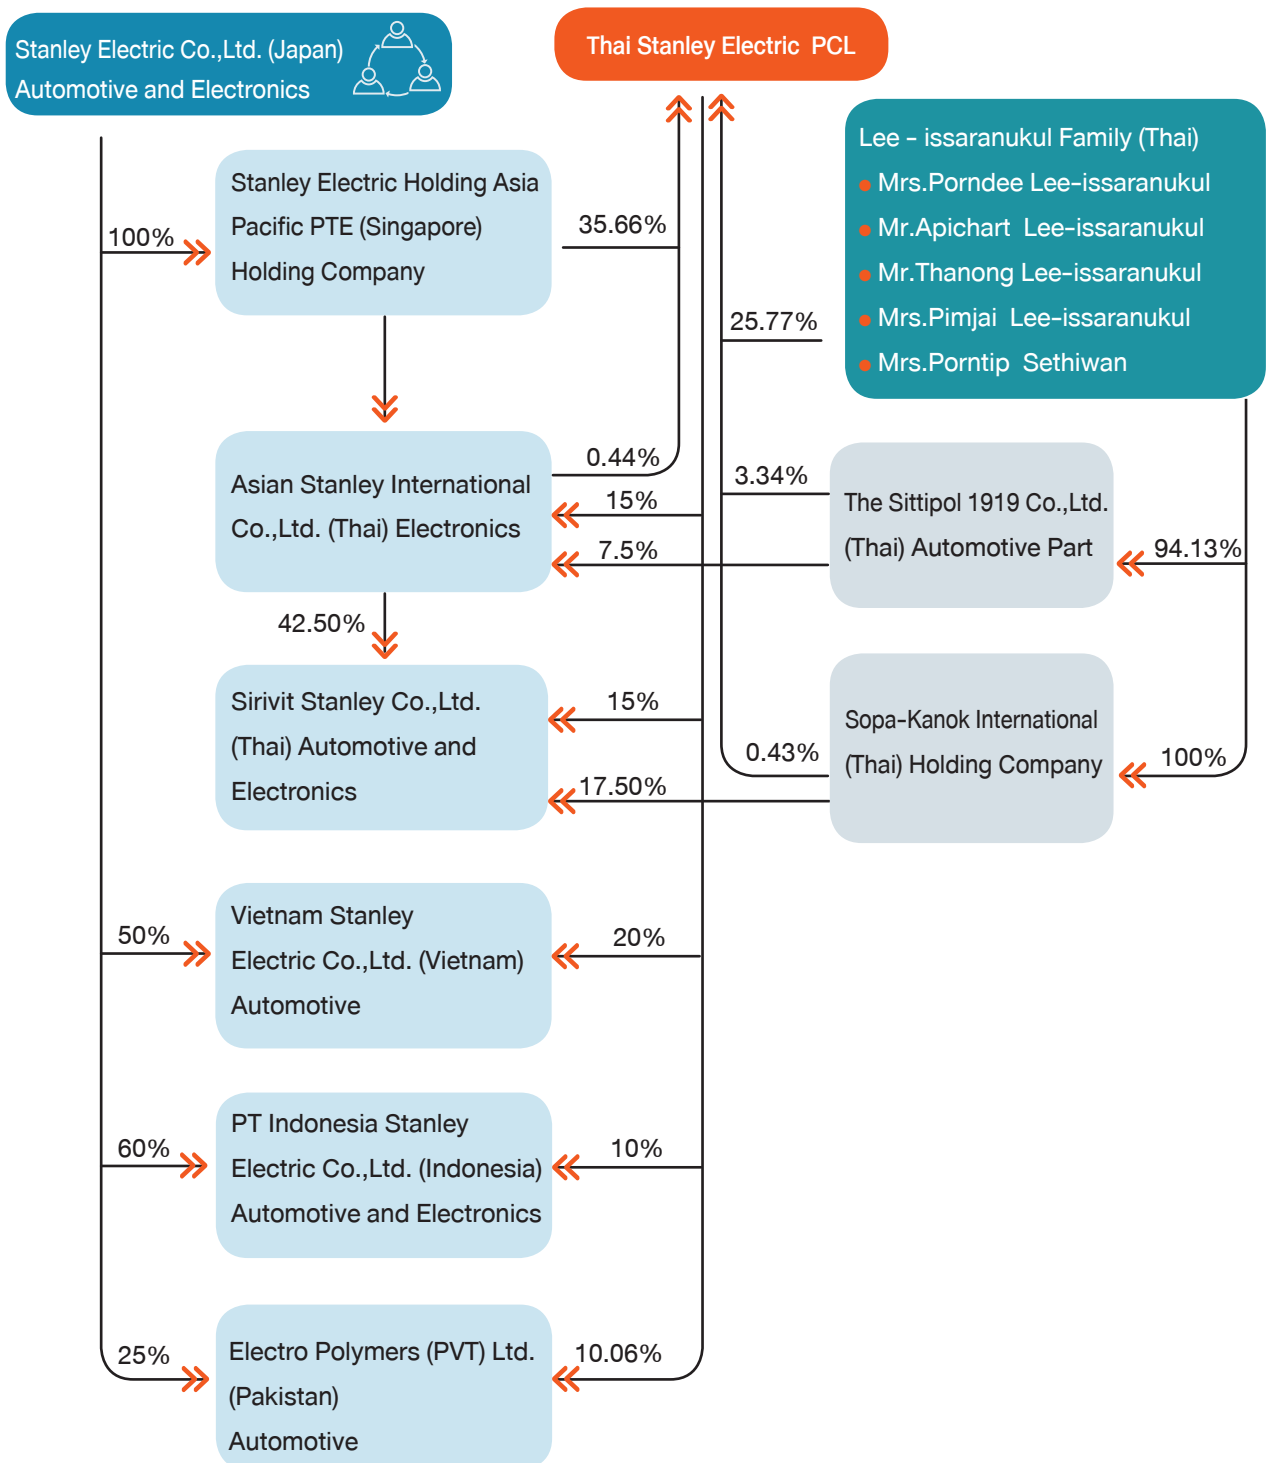 Stanley Electric Co.,Ltd. (Japan)
Automotive and Electronics
Thai Stanley Electric PCL
Lee - issaranukul Family (Thai)
Mrs.Porndee Lee-issaranukul
Mr.Apichart Lee-issaranukul
Mr.Thanong Lee-issaranukul
Mrs.Pimjai Lee-issaranukul
Mrs.Porntip Sethiwan
100%
Stanley Electric Holding Asia
Pacific PTE (Singapore)
Holding Company
35.66%
25.77%
Asian Stanley International
Co.,Ltd. (Thai) Electronics
0.44%
15%
7.5%
3.34%
The Sittipol 1919 Co.,Ltd.
(Thai) Automotive Part
94.13%
42.50%
Sirivit Stanley Co.,Ltd.
(Thai) Automotive and
Electronics
15%
17.50%
0.43%
Sopa-Kanok International
(Thai) Holding Company
100%
50%
Vietnam Stanley
Electric Co.,Ltd. (Vietnam)
Automotive
20%
60%
PT Indonesia Stanley
Electric Co.,Ltd. (Indonesia)
Automotive and Electronics
10%
25%
Electro Polymers (PVT) Ltd.
(Pakistan)
Automotive
10.06%